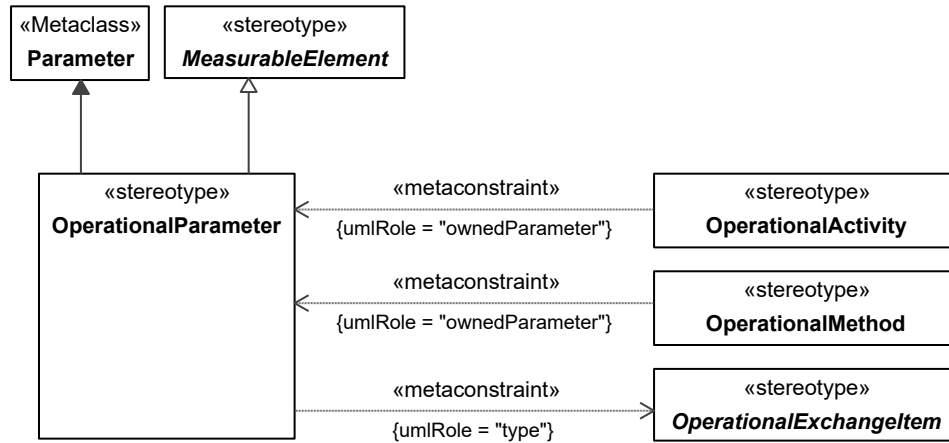 «Metaclass»
Parameter
«stereotype»
MeasurableElement
«stereotype»
OperationalParameter
«metaconstraint»
{umlRole = "ownedParameter"}
«stereotype»
OperationalActivity
«metaconstraint»
{umlRole = "ownedParameter"}
«stereotype»
OperationalMethod
«metaconstraint»
{umlRole = "type"}
«stereotype»
OperationalExchangeItem